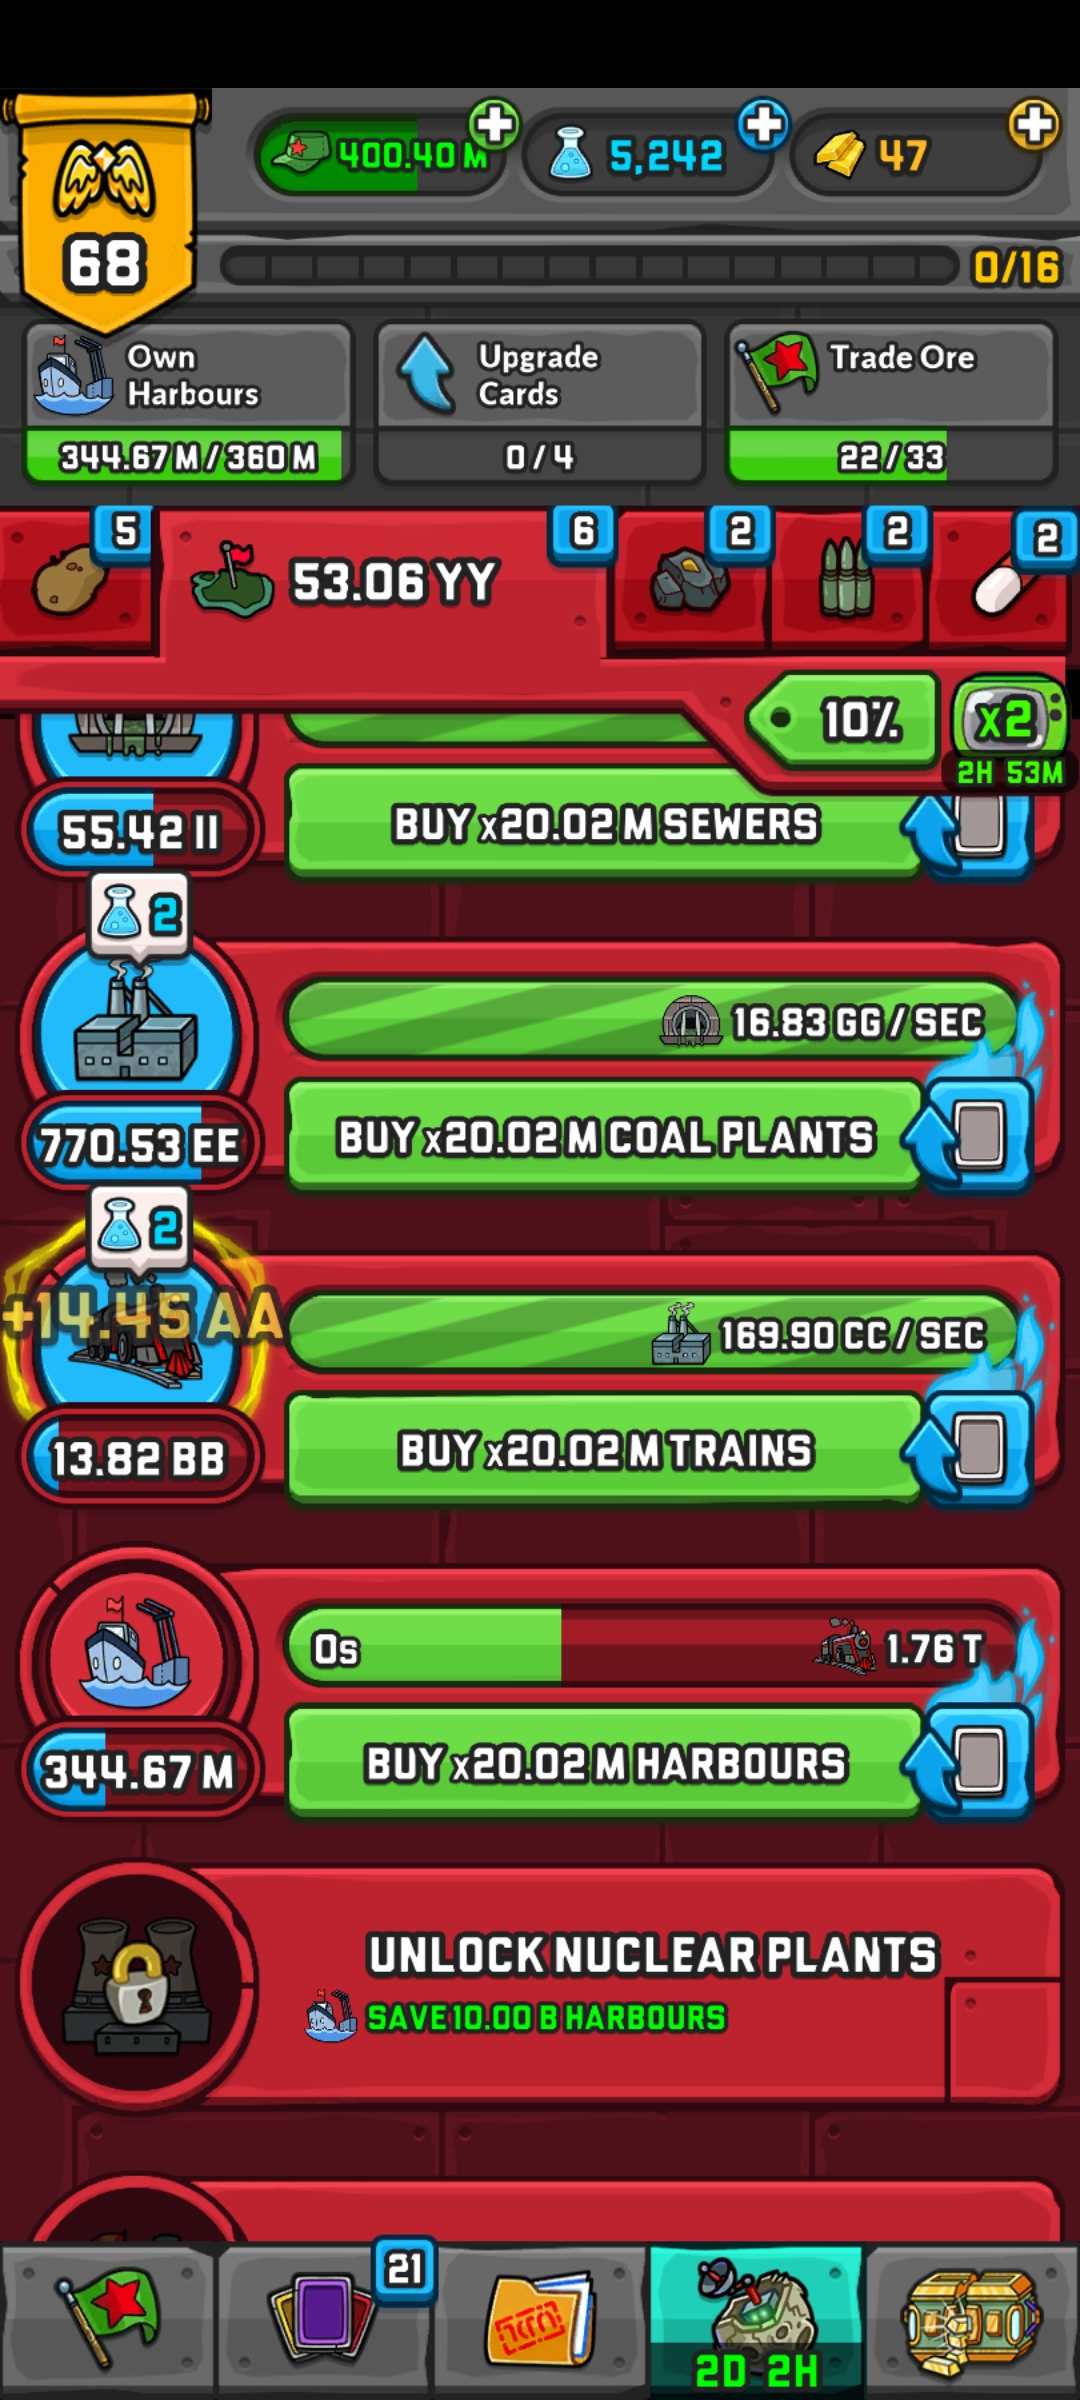 400.40 M
5,242
47
68
0/16
Own
Harbours
344.67 M / 360 M
Upgrade
Cards
0 / 4
Trade Ore
22 / 33
5
53.06 YY
6
2
2
2
10%
x2
2H 53M
55.42 II
BUY x20.02 M SEWERS
2
16.83 GG / SEC
770.53 EE
BUY x20.02 M COAL PLANTS
2
+14.45 AA
169.90 CC / SEC
13.82 BB
BUY x20.02 M TRAINS
0s
1.76 T
344.67 M
BUY x20.02 M HARBOURS
UNLOCK NUCLEAR PLANTS
SAVE 10.00 B HARBOURS
21
2D 2H